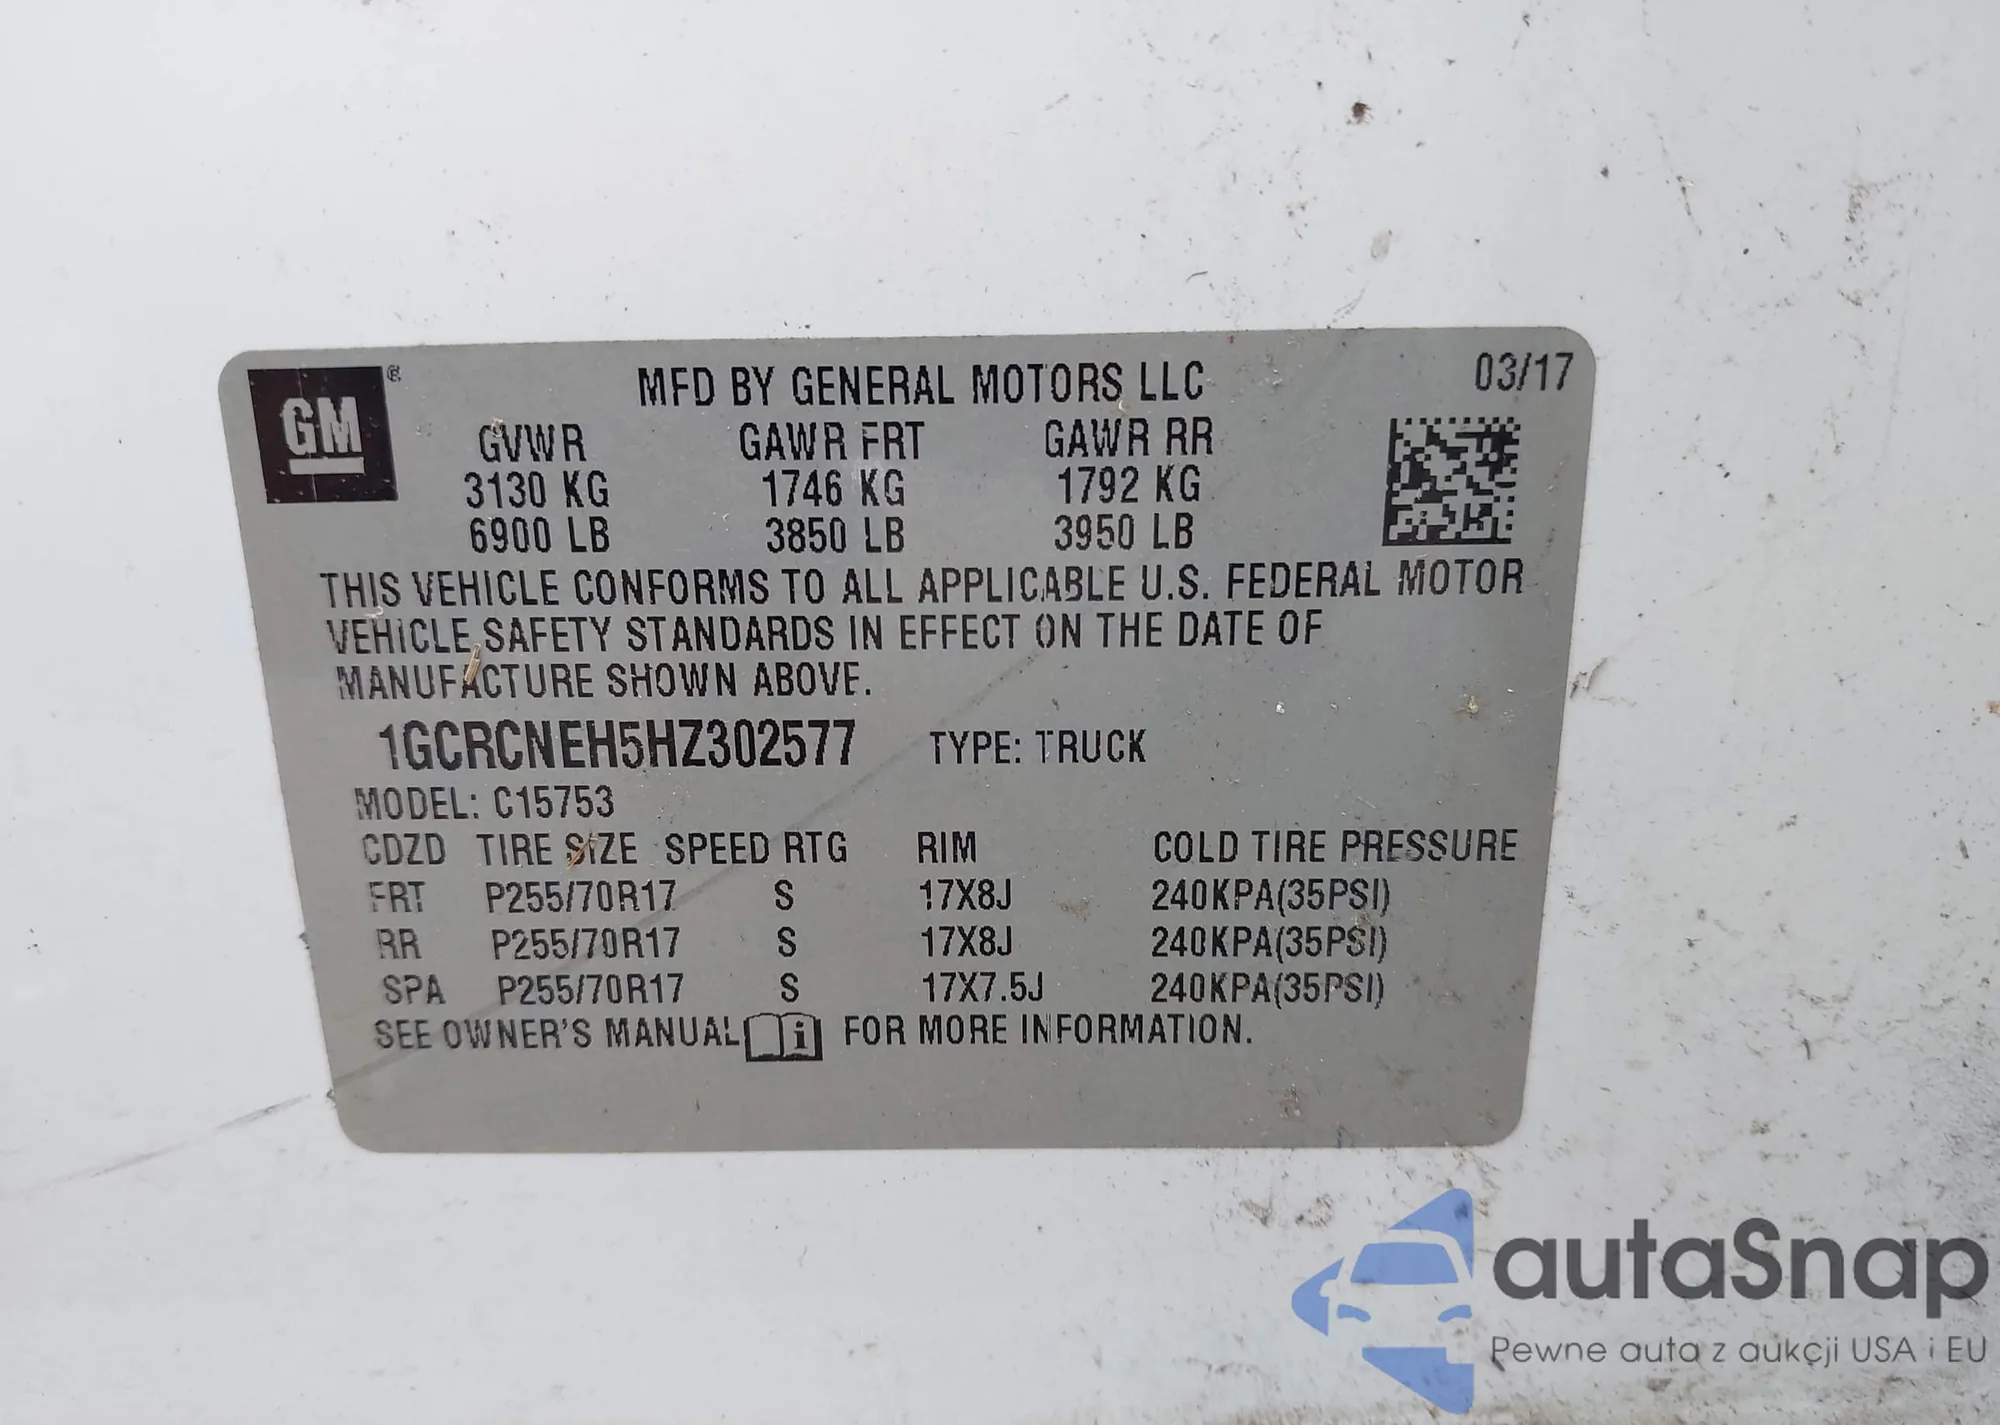 GM ®
MFD BY GENERAL MOTORS LLC 03/17
GVWR GAWR FRT GAWR RR
3130 KG 1746 KG 1792 KG
6900 LB 3850 LB 3950 LB
THIS VEHICLE CONFORMS TO ALL APPLICABLE U.S. FEDERAL MOTOR
VEHICLE SAFETY STANDARDS IN EFFECT ON THE DATE OF
MANUFACTURE SHOWN ABOVE.
1GCRCNEH5HZ302577 TYPE: TRUCK
MODEL: C15753
CDZD TIRE SIZE SPEED RTG RIM COLD TIRE PRESSURE
FRT P255/70R17 S 17X8J 240KPA(35PSI)
RR P255/70R17 S 17X8J 240KPA(35PSI)
SPA P255/70R17 S 17X7.5J 240KPA(35PSI)
SEE OWNER'S MANUAL i FOR MORE INFORMATION.
autaSnap
Pewne auta z aukcji USA i EU